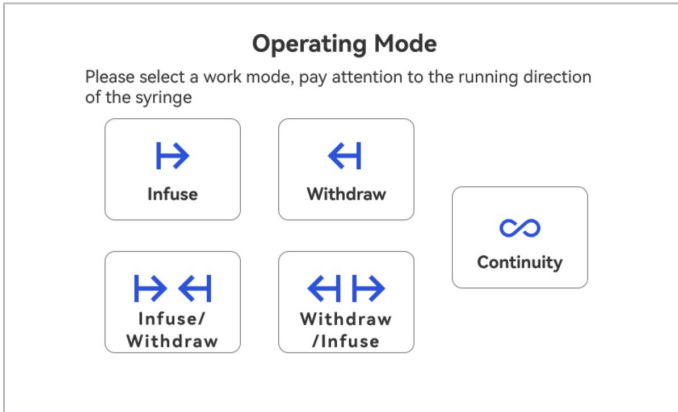 Operating Mode
Please select a work mode, pay attention to the running direction
of the syringe
Infuse
Withdraw
Continuity
Infuse/
Withdraw
Withdraw
/Infuse